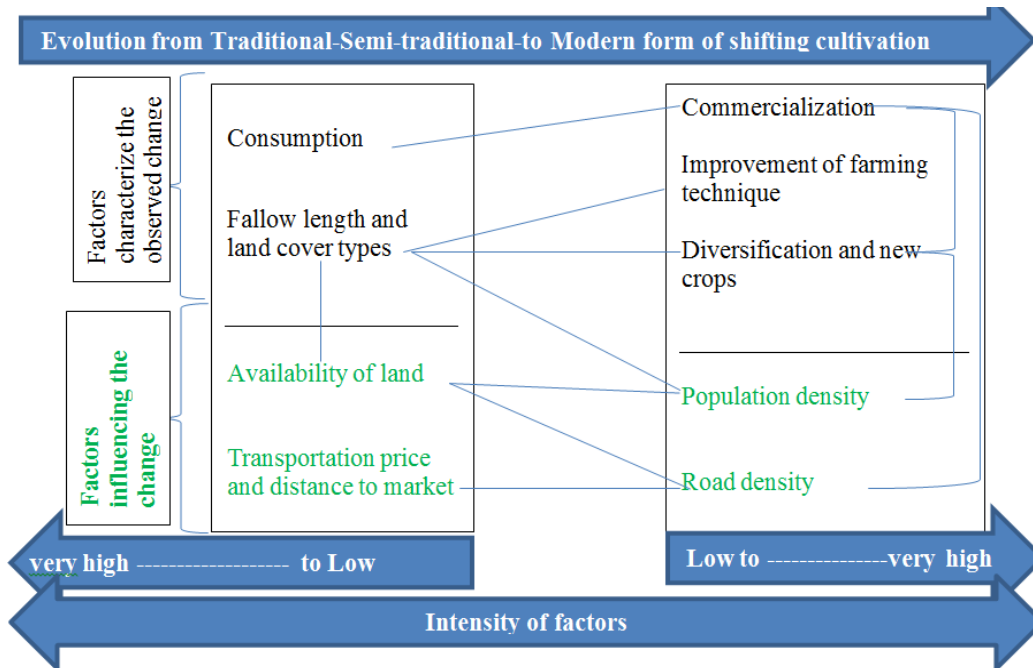 Evolution from Traditional-Semi-traditional-to Modern form of shifting cultivation
Factors
characterize the
observed change
Consumption
Fallow length and
land cover types
Commercialization
Improvement of farming
technique
Diversification and new
crops
Factors
influencing the
change
Availability of land
Transportation price
and distance to market
Population density
Road density
very high ------------------- to Low
Low to ---------------very high
Intensity of factors